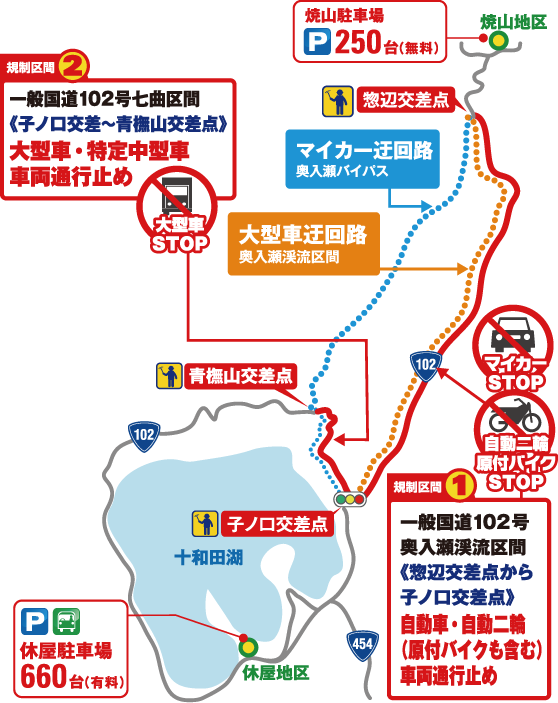 焼山駐車場
P 250台(無料)
焼山地区
規制区間 2
一般国道102号七曲区間
《子ノ口交差～青橅山交差点》
大型車・特定中型車
車両通行止め
惣辺交差点
マイカー迂回路
奥入瀬バイパス
大型車
STOP
大型車迂回路
奥入瀬渓流区間
マイカー
STOP
102
青橅山交差点
自動二輪
原付バイク
STOP
102
規制区間 1
一般国道102号
奥入瀬渓流区間
《惣辺交差点から
子ノ口交差点》
自動車・自動二輪
(原付バイクも含む)
車両通行止め
子ノ口交差点
十和田湖
P
休屋駐車場
660台(有料)
休屋地区
454